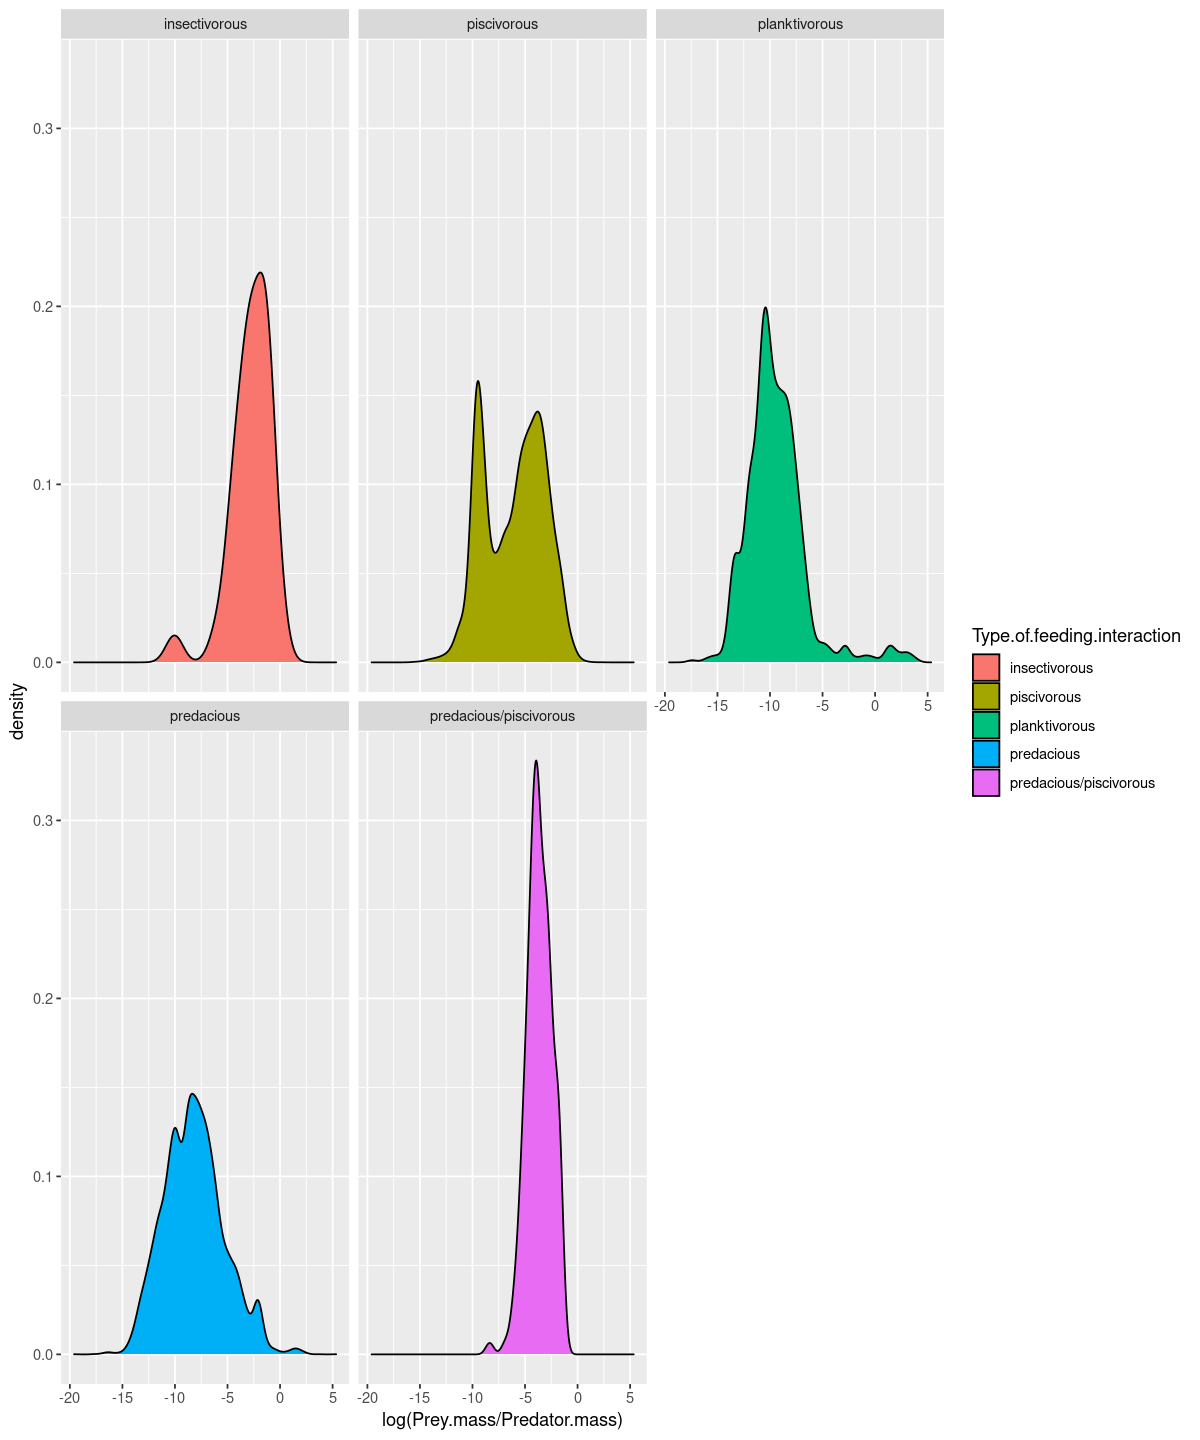 insectivorous
piscivorous
planktivorous
0.3
0.2
0.1
0.0
-20 -15 -10 -5 0 5
density
predacious
predacious/piscivorous
0.3
0.2
0.1
0.0
-20 -15 -10 -5 0 5
-20 -15 -10 -5 0 5
log(Prey.mass/Predator.mass)
Type.of.feeding.interaction
insectivorous
piscivorous
planktivorous
predacious
predacious/piscivorous